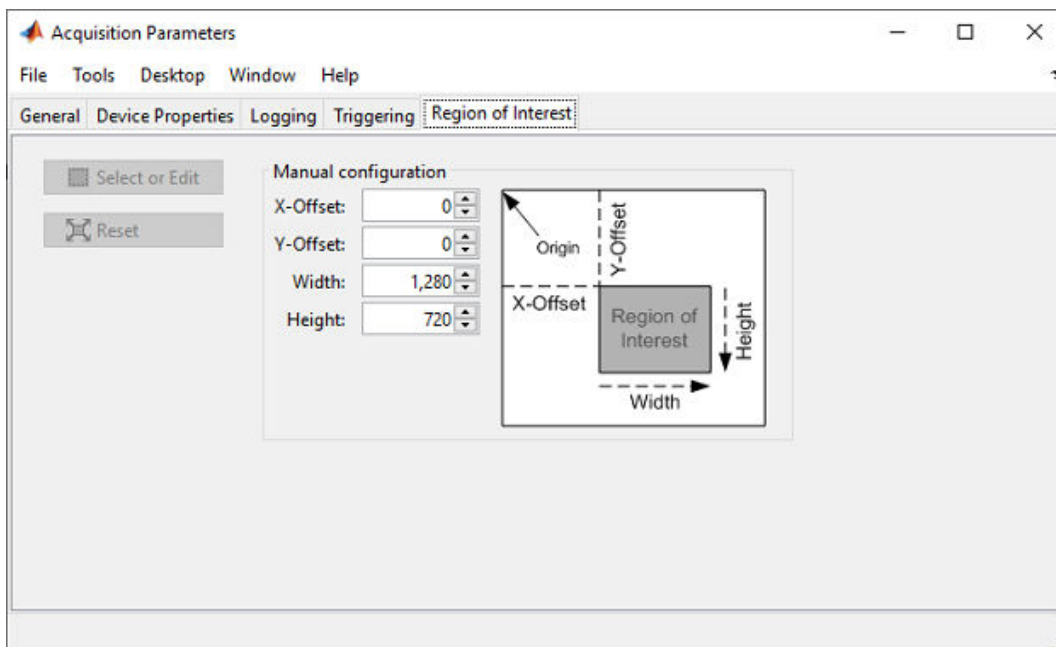 Acquisition Parameters
File Tools Desktop Window Help
General Device Properties Logging Triggering Region of Interest
Select or Edit
Reset
Manual configuration
X-Offset: 0
Y-Offset: 0
Width: 1,280
Height: 720
Origin
Y-Offset
X-Offset
Region of
Interest
Height
Width